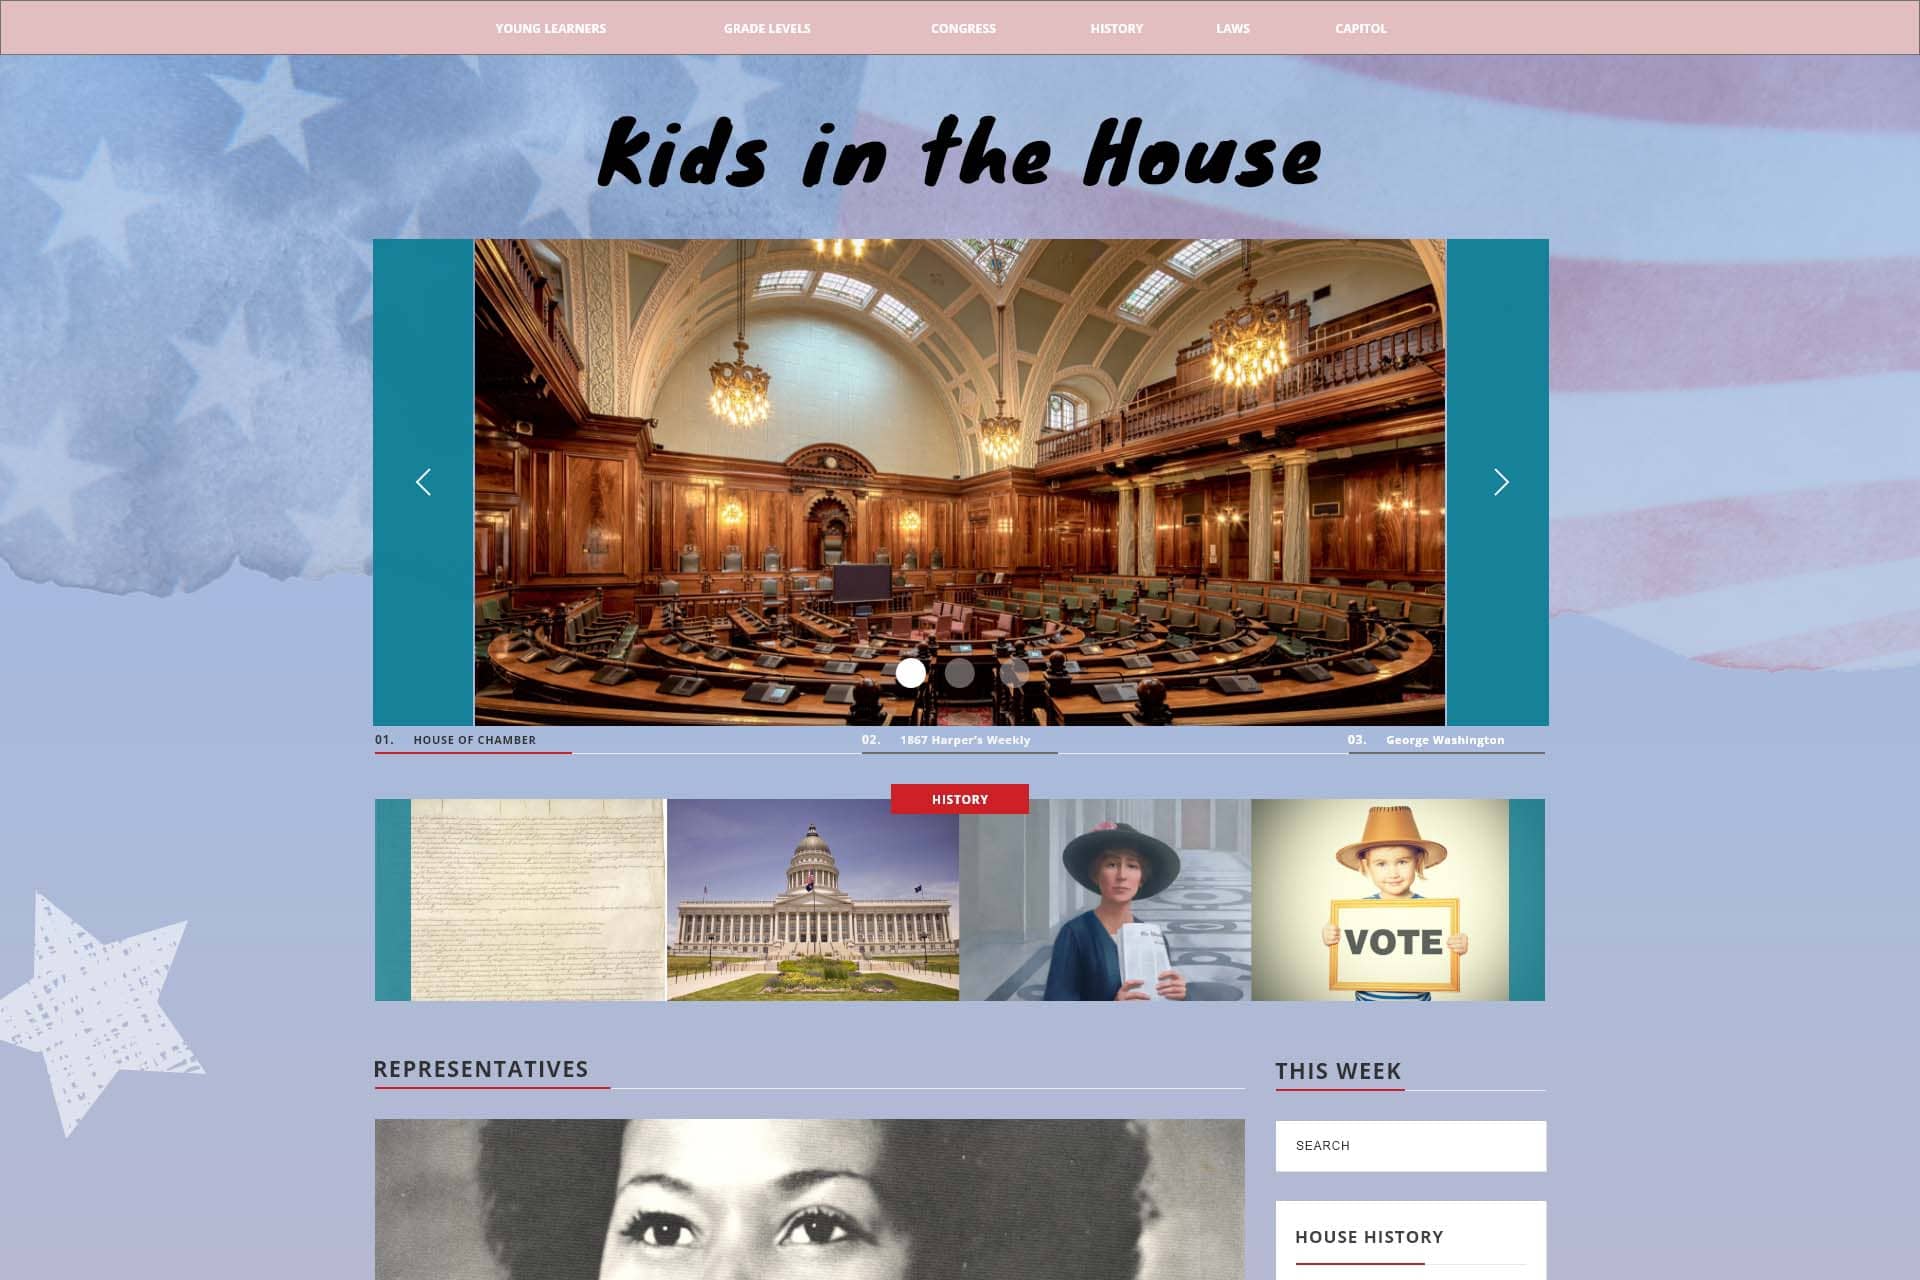 YOUNG LEARNERS GRADE LEVELS CONGRESS HISTORY LAWS CAPITOL
Kids in the House
01. HOUSE OF CHAMBER 02. 1867 Harper's Weekly 03. George Washington
HISTORY
VOTE
REPRESENTATIVES
THIS WEEK
SEARCH
HOUSE HISTORY